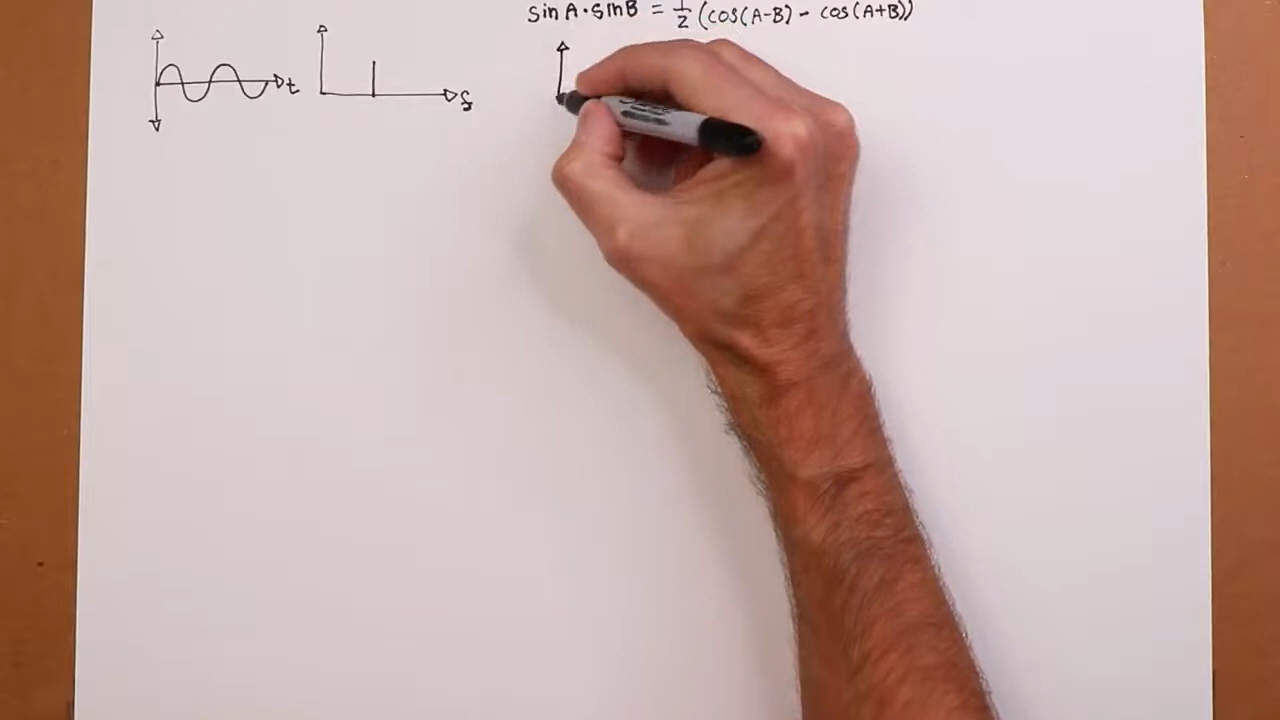 sin A · sin B = 1/2 (cos(A-B) - cos(A+B))
t
f